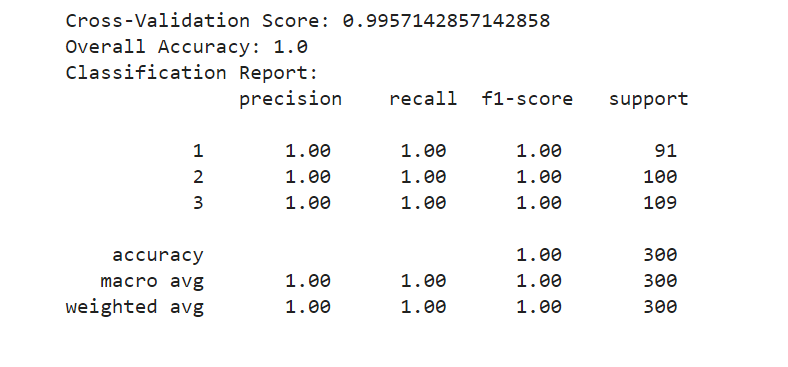 Cross-Validation Score: 0.9957142857142858
Overall Accuracy: 1.0
Classification Report:
precision recall f1-score support
1 1.00 1.00 1.00 91
2 1.00 1.00 1.00 100
3 1.00 1.00 1.00 109
accuracy 1.00 300
macro avg 1.00 1.00 1.00 300
weighted avg 1.00 1.00 1.00 300